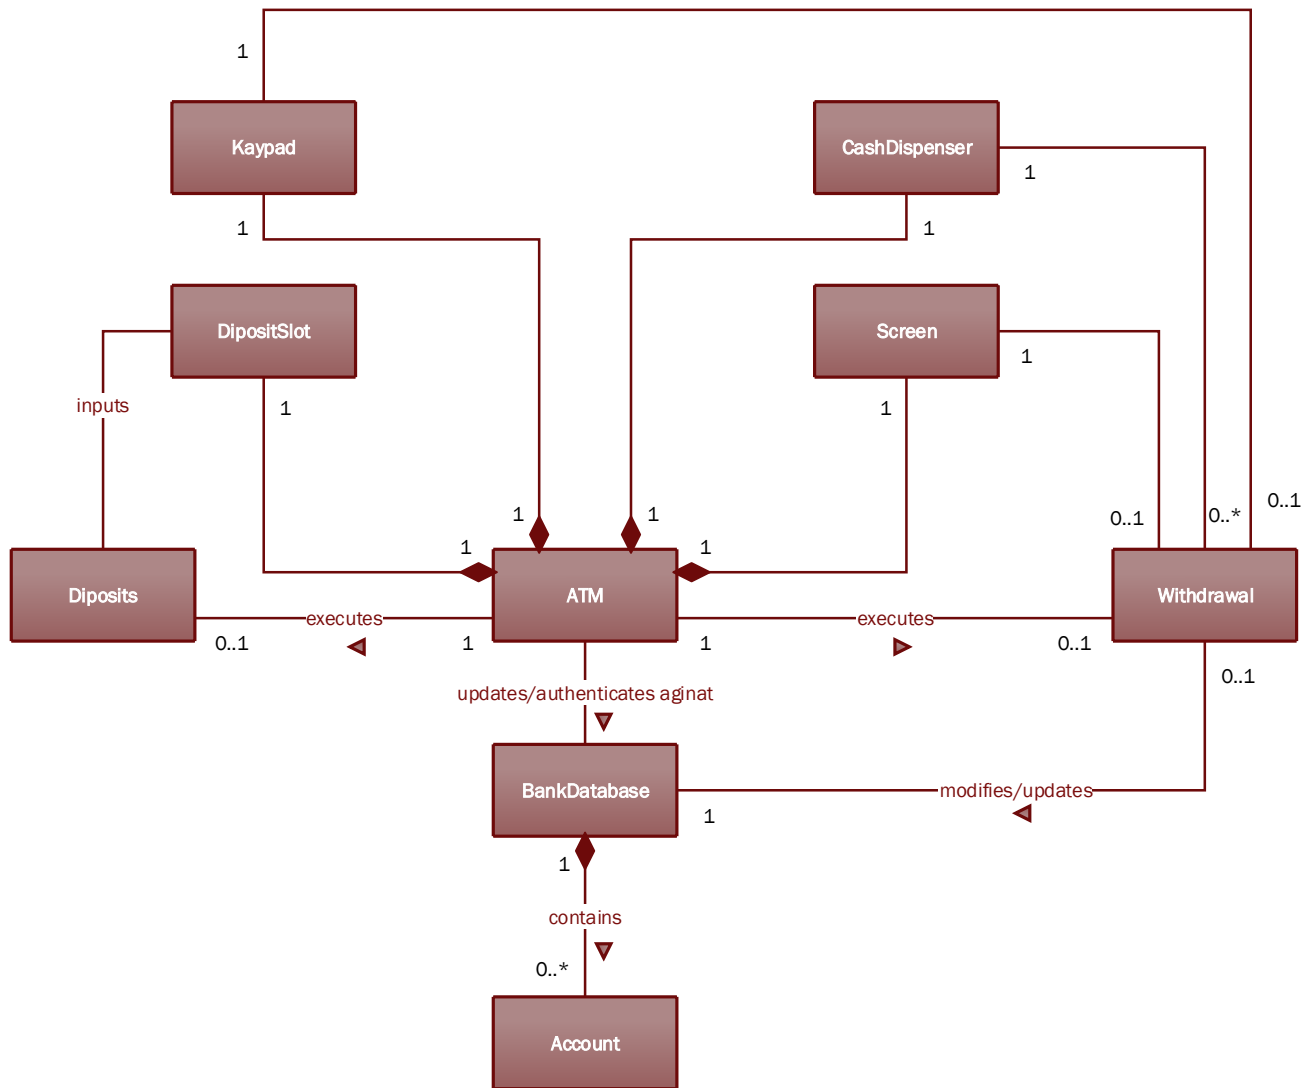 1
Kaypad
CashDispenser
1
1
1
DipositSlot
Screen
1
inputs
1
1
0..1
1
1
0..1
0..*
1
1
Diposits
ATM
Withdrawal
executes
executes
0..1
1
1
0..1
0..1
updates/authenticates aginat
BankDatabase
modifies/updates
1
1
contains
0..*
Account